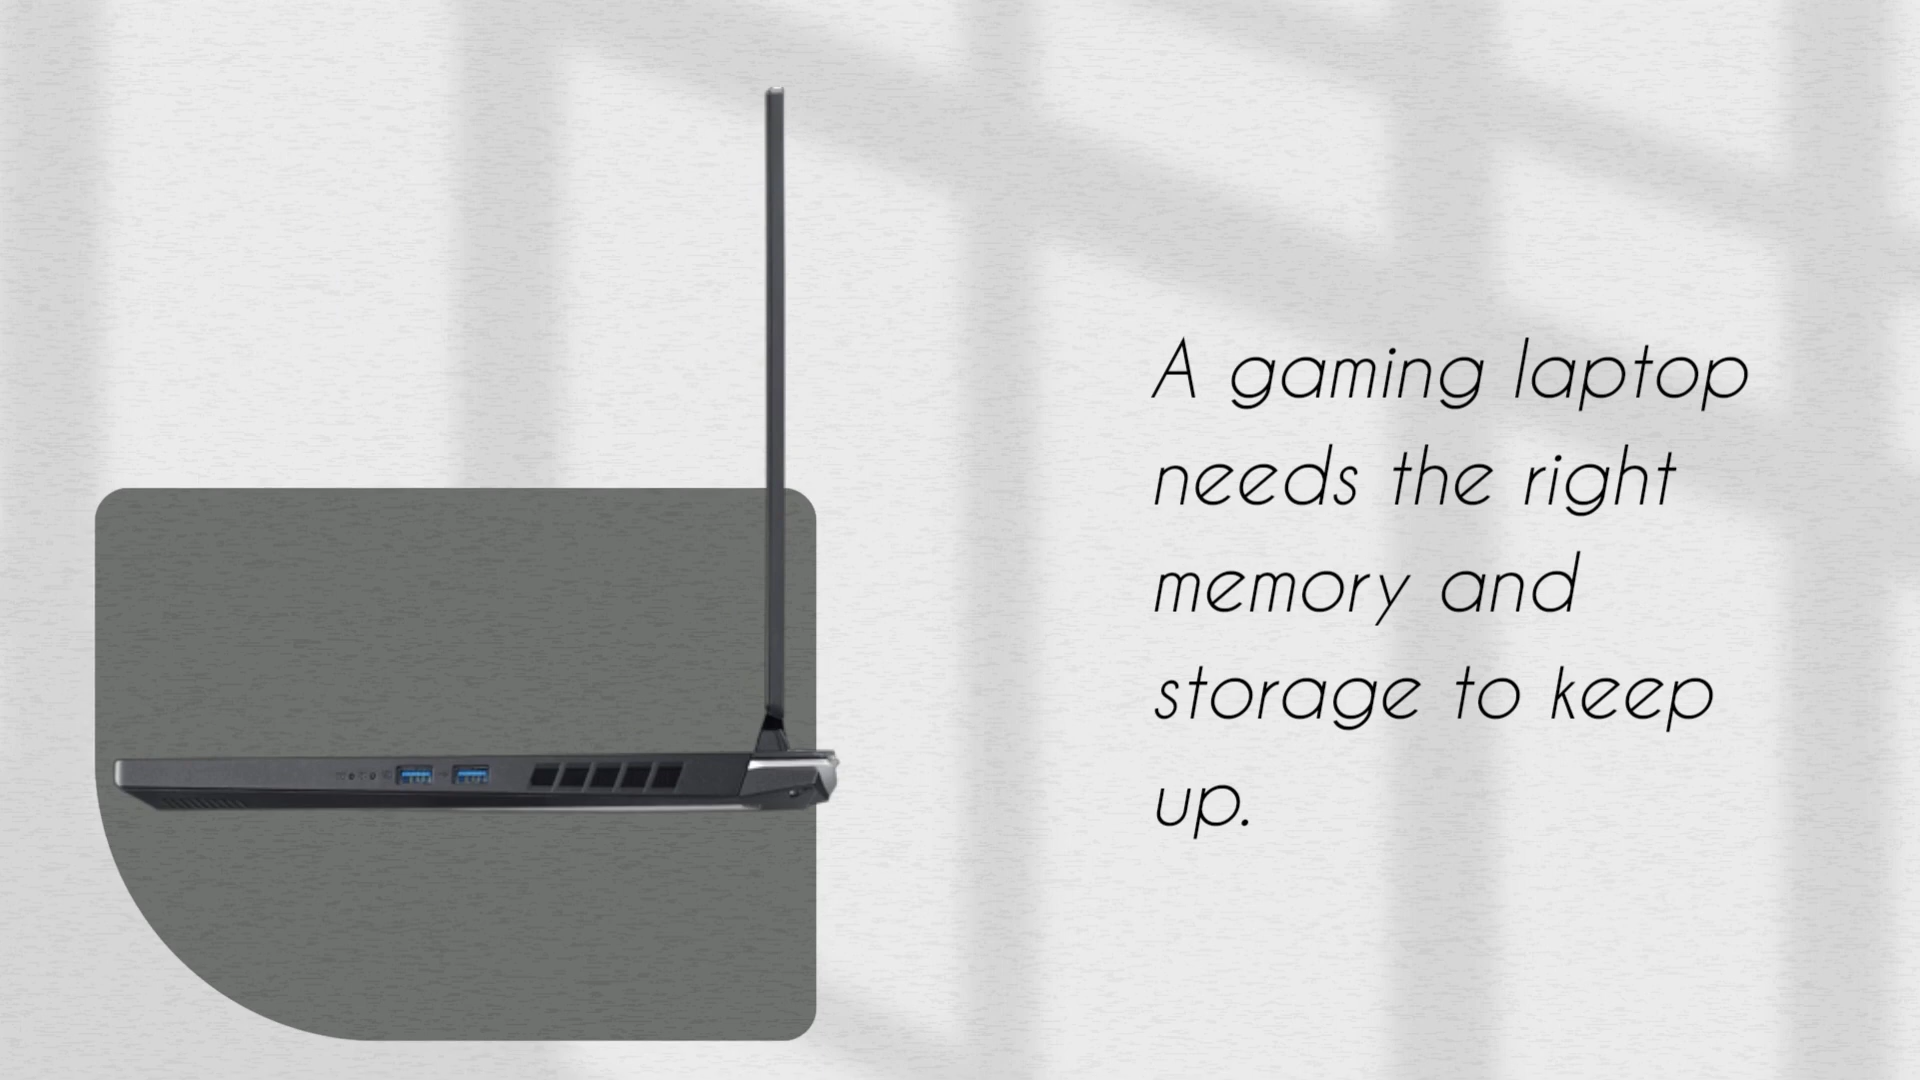 A gaming laptop
needs the right
memory and
storage to keep
up.